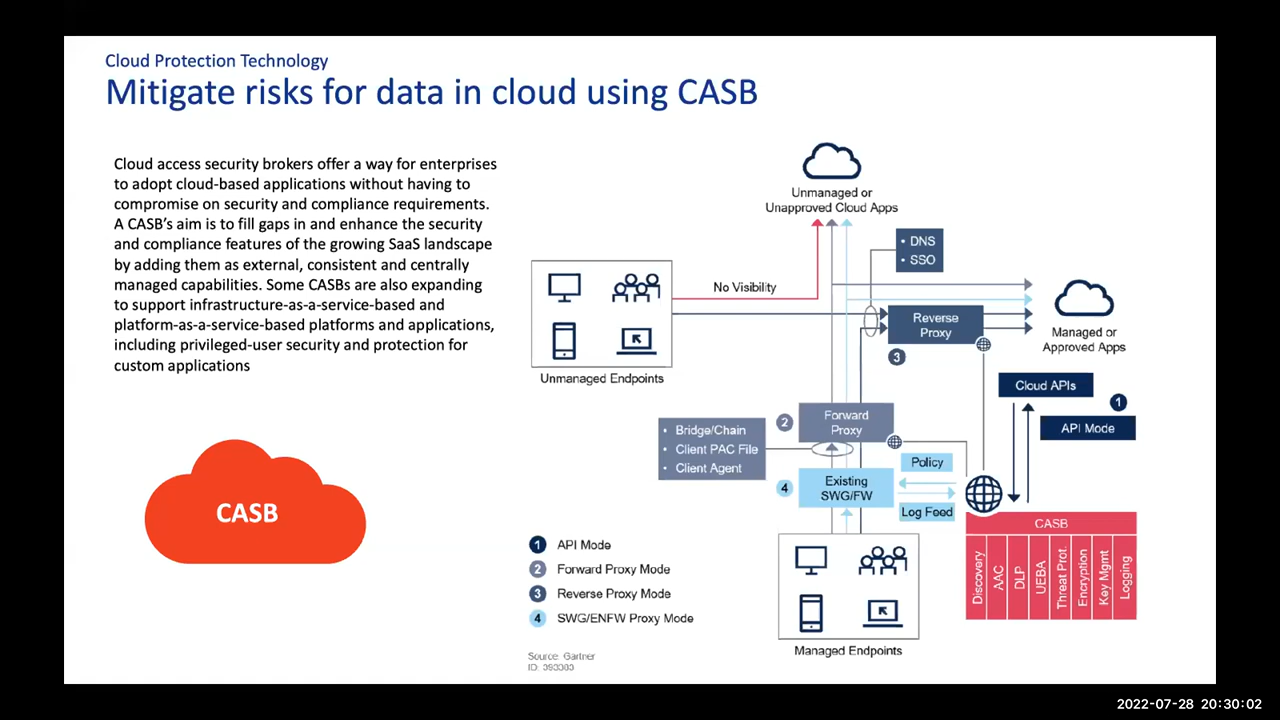 Cloud Protection Technology
Mitigate risks for data in cloud using CASB
Cloud access security brokers offer a way for enterprises
to adopt cloud-based applications without having to
compromise on security and compliance requirements.
A CASB's aim is to fill gaps in and enhance the security
and compliance features of the growing SaaS landscape
by adding them as external, consistent and centrally
managed capabilities. Some CASBs are also expanding
to support infrastructure-as-a-service-based and
platform-as-a-service-based platforms and applications,
including privileged-user security and protection for
custom applications
CASB
Unmanaged or
Unapproved Cloud Apps
• DNS
• SSO
No Visibility
Unmanaged Endpoints
Reverse
Proxy
3
Managed or
Approved Apps
Cloud APIs
1
API Mode
2
Forward
Proxy
• Bridge/Chain
• Client PAC File
• Client Agent
4
Existing
SWG/FW
Policy
Log Feed
CASB
Discovery
AAC
DLP
UEBA
Threat Prof.
Encryption
Key Mgmt
Logging
1 API Mode
2 Forward Proxy Mode
3 Reverse Proxy Mode
4 SWG/ENFW Proxy Mode
Managed Endpoints
Source: Gartner
ID: 393383
2022-07-28 20:30:02